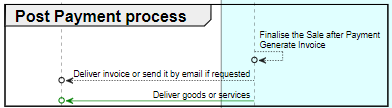 Post Payment process
Finalise the Sale after Payment
Generate Invoice
Deliver invoice or send it by email if requested
Deliver goods or services